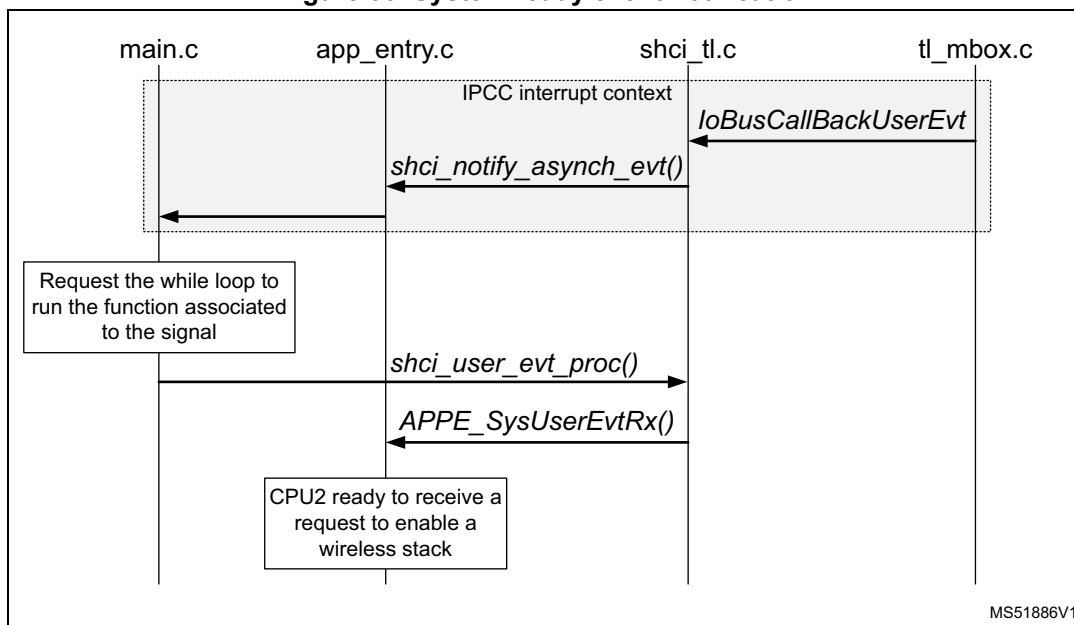 main.c app_entry.c shci_tl.c tl_mbox.c
IPCC interrupt context
IoBusCallBackUserEvt
shci_notify_asynch_evt()
Request the while loop to
run the function associated
to the signal
shci_user_evt_proc()
APPE_SysUserEvtRx()
CPU2 ready to receive a
request to enable a
wireless stack
MS51886V1